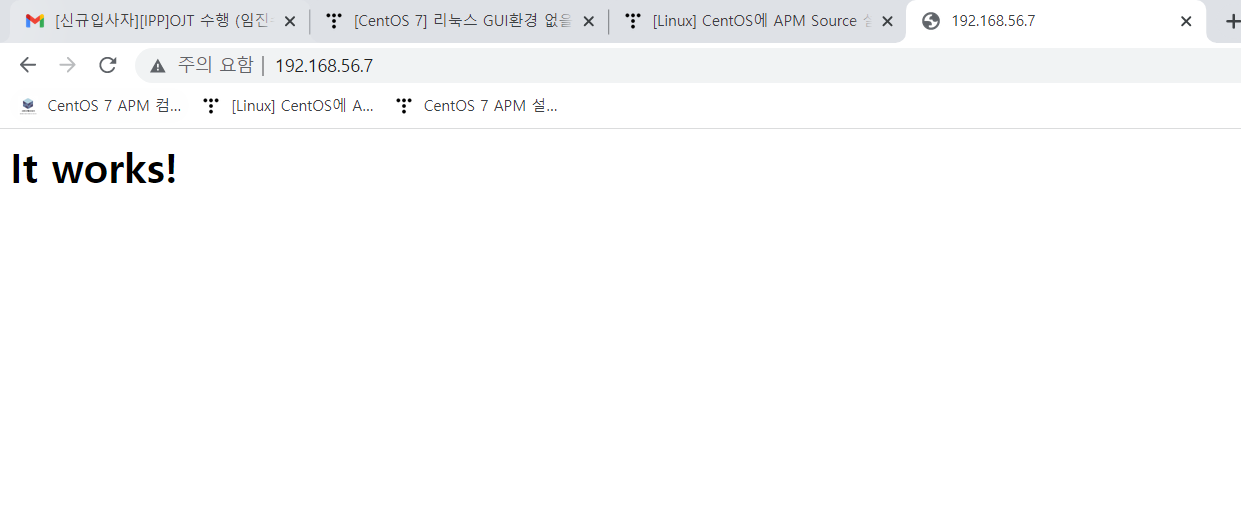 [신규입사자][IPP]OJT 수행 (임진
[CentOS 7] 리눅스 GUI환경 없을
[Linux] CentOS에 APM Source
192.168.56.7
주의 요함 | 192.168.56.7
CentOS 7 APM 컴...
[Linux] CentOS에 A...
CentOS 7 APM 설...
It works!